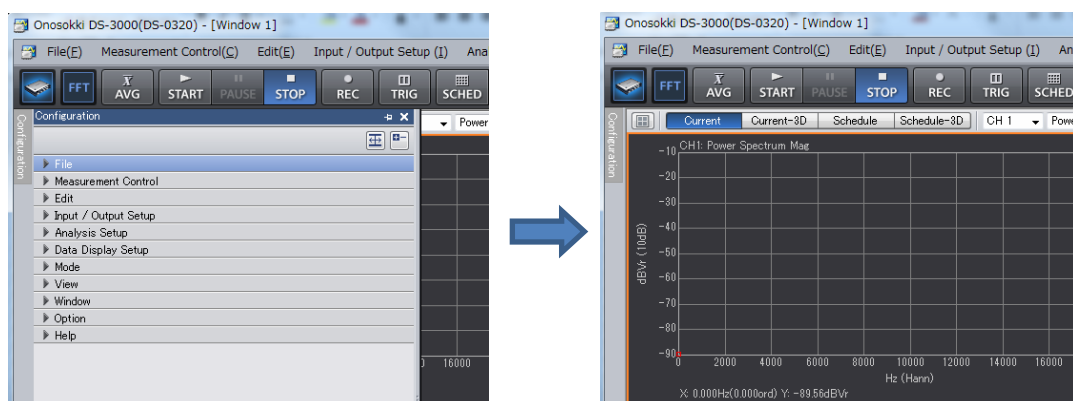 Onosokki DS-3000(DS-0320) - [Window 1]
File(F) Measurement Control(C) Edit(E) Input / Output Setup (I) Ana
FFT X AVG START PAUSE STOP REC TRIG SCHED
Configuration
Configuration
Power
File
Measurement Control
Edit
Input / Output Setup
Analysis Setup
Data Display Setup
Mode
View
Window
Option
Help
16000
Onosokki DS-3000(DS-0320) - [Window 1]
File(F) Measurement Control(C) Edit(E) Input / Output Setup (I) An
FFT X AVG START PAUSE STOP REC TRIG SCHED
Configuration
Current Current-3D Schedule Schedule-3D CH 1 Powe
CH1: Power Spectrum Mag
-10
-20
-30
-40
-50
-60
-70
-80
-90
dBVr (10dB)
0 2000 4000 6000 8000 10000 12000 14000 16000
Hz (Hann)
X: 0.000Hz(0.000ord) Y: -89.56dBVr